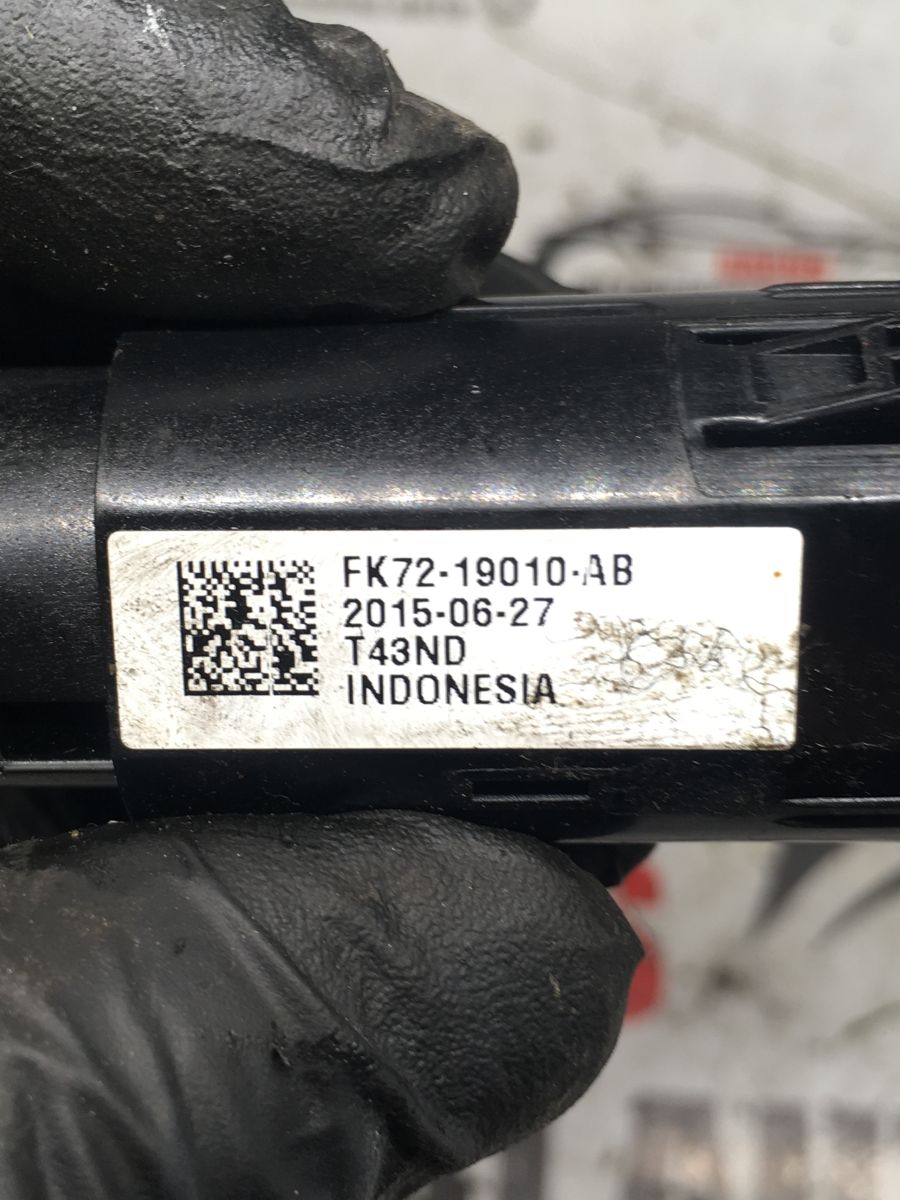 FK72-19010-AB
2015-06-27
T43ND
INDONESIA